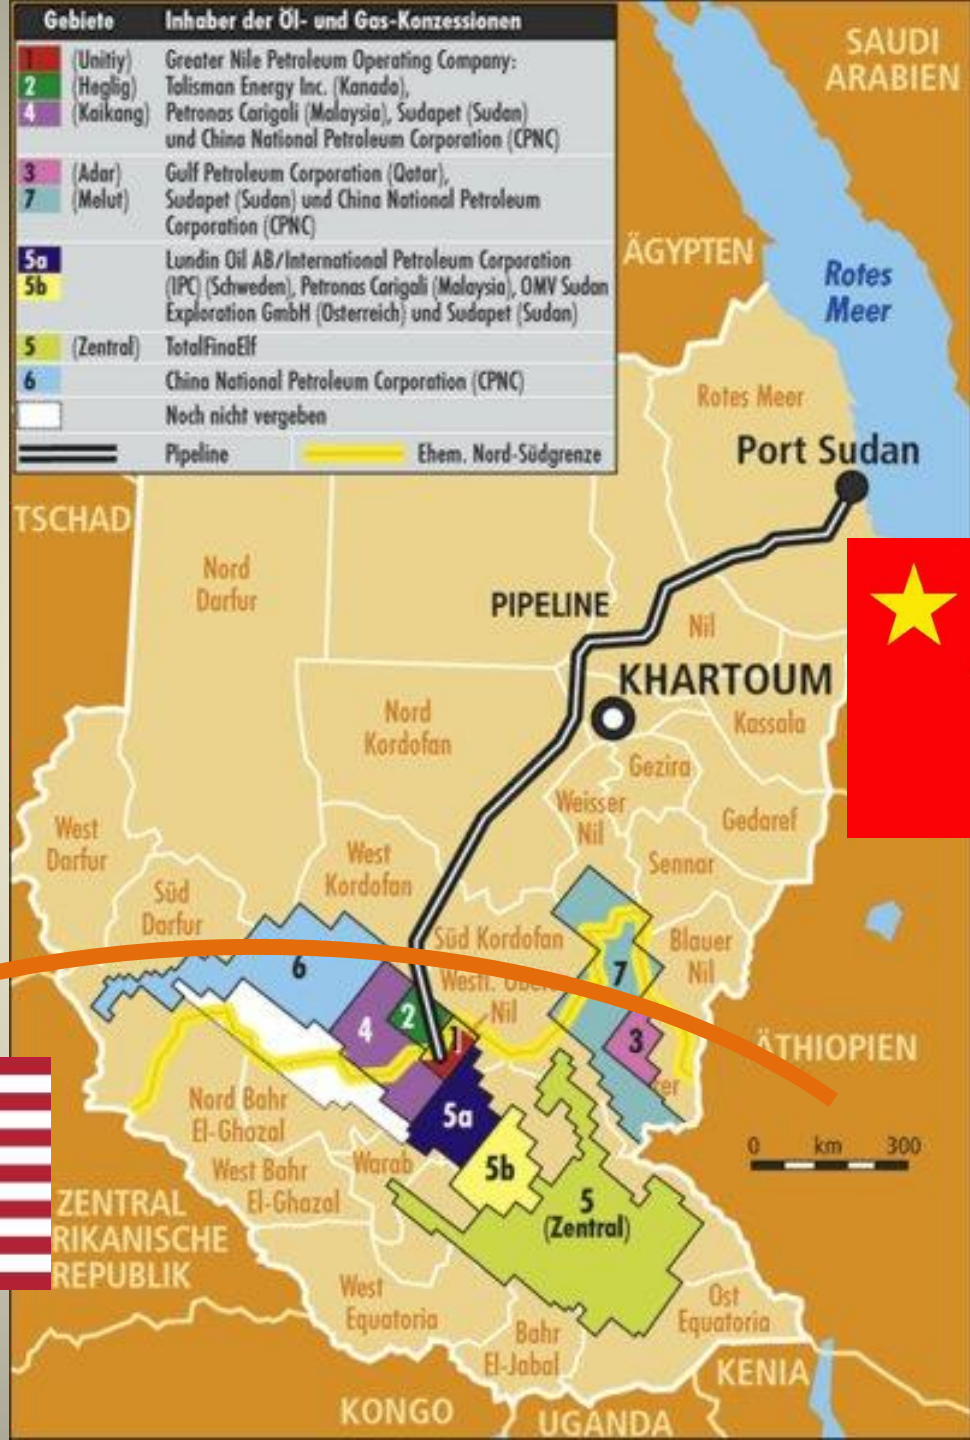 Gebiete Inhaber der Öl- und Gas-Konzessionen
1 (Unitiy) Greater Nile Petroleum Operating Company:
2 (Heglig) Talisman Energy Inc. (Kanada),
4 (Kaikang) Petronas Carigali (Malaysia), Sudapet (Sudan)
und China National Petroleum Corporation (CPNC)
3 (Adar) Gulf Petroleum Corporation (Qatar),
7 (Melut) Sudapet (Sudan) und China National Petroleum
Corporation (CPNC)
5a Lundin Oil AB/International Petroleum Corporation
5b (IPC) (Schweden), Petronas Carigali (Malaysia), OMV Sudan
Exploration GmbH (Osterreich) und Sudapet (Sudan)
5 (Zentral) TotalFinaElf
6 China National Petroleum Corporation (CPNC)
Noch nicht vergeben
Pipeline Ehem. Nord-Südgrenze
SAUDI
ARABIEN
ÄGYPTEN
Rotes
Meer
Rotes Meer
Port Sudan
TSCHAD
Nord
Darfur
PIPELINE
Nil
KHARTOUM
Nord
Kordofan
Kassala
Gezira
Weisser
Nil
Gedaref
West
Darfur
West
Kordofan
Sennar
Süd
Darfur
Süd Kordofan
Blauer
Nil
6
7
Westl.
Nil
2
4
1
3
ÄTHIOPIEN
Nord Bahr
El-Ghazal
5a
0 km 300
West Bahr
El-Ghazal
Warab
5b
5
(Zentral)
ZENTRAL
RIKANISCHE
REPUBLIK
West
Equatoria
Ost
Equatoria
Bahr
El-Jabal
KENIA
KONGO
UGANDA